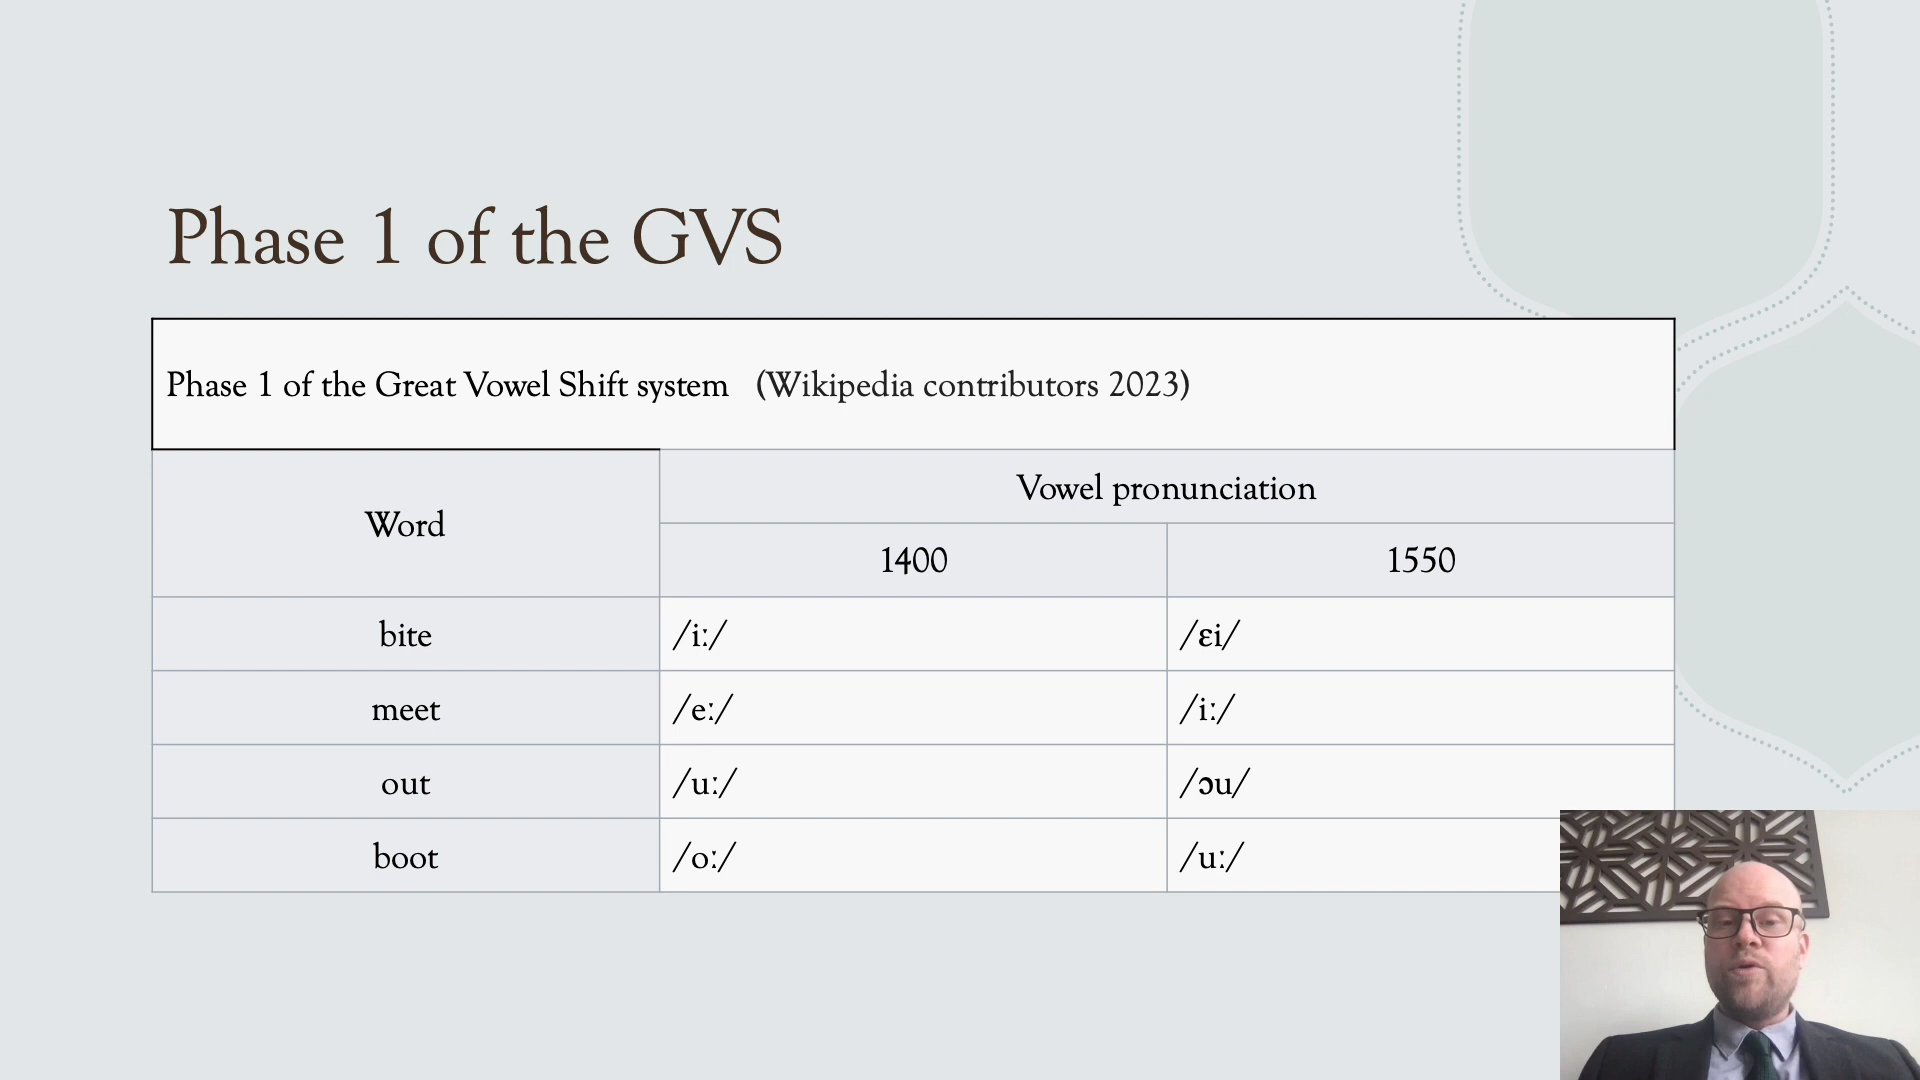 Phase 1 of the GVS
Phase 1 of the Great Vowel Shift system (Wikipedia contributors 2023)
Word
Vowel pronunciation
1400 1550
bite /iː/ /ɛi/
meet /eː/ /iː/
out /uː/ /ɔu/
boot /oː/ /uː/